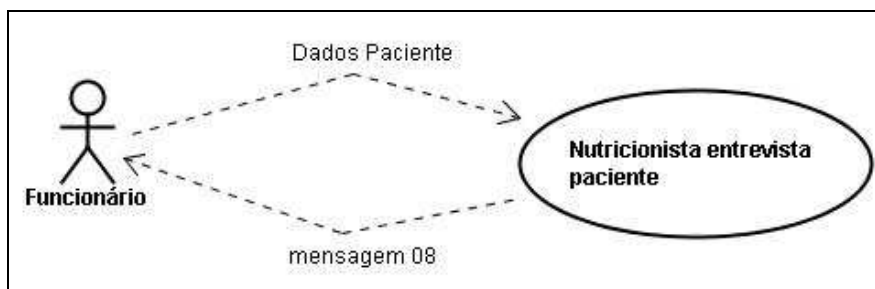 Dados Paciente
Nutricionista entrevista
paciente
Funcionário
mensagem 08